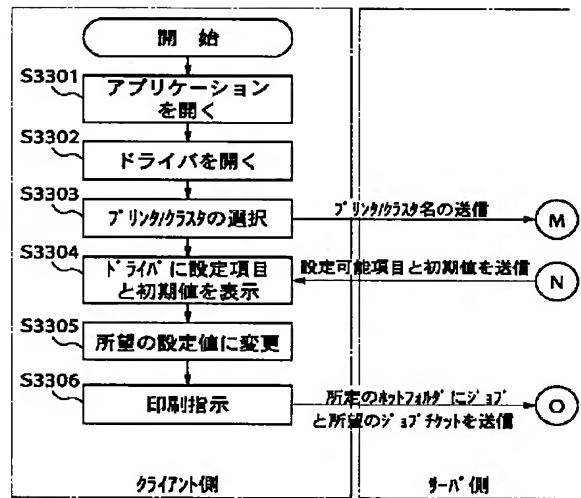 開 始
S3301
アプリケーション
を開く
S3302
ドライバを開く
S3303
プリンタ/クラスタの選択
プリンタ/クラスタ名の送信
M
S3304
ドライバに設定項目
と初期値を表示
設定可能項目と初期値を送信
N
S3305
所望の設定値に変更
S3306
印刷指示
所定のホットフォルダにジョブ
と所望のジョブチケットを送信
O
クライアント側
サーバ側